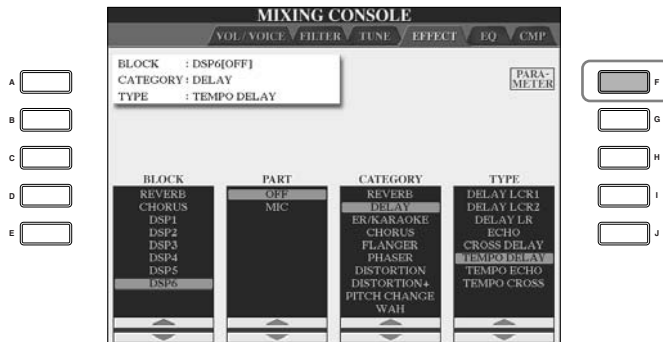 MIXING CONSOLE
VOL / VOICE FILTER TUNE EFFECT EQ CMP
BLOCK : DSP6[OFF]
CATEGORY : DELAY
TYPE : TEMPO DELAY
PARA-
METER
A
B
C
D
E
F
G
H
I
J
BLOCK
REVERB
CHORUS
DSP1
DSP2
DSP3
DSP4
DSP5
DSP6
PART
OFF
MIC
CATEGORY
REVERB
DELAY
ER/KARAOKE
CHORUS
FLANGER
PHASER
DISTORTION
DISTORTION+
PITCH CHANGE
WAH
TYPE
DELAY LCR1
DELAY LCR2
DELAY LR
ECHO
CROSS DELAY
TEMPO DELAY
TEMPO ECHO
TEMPO CROSS